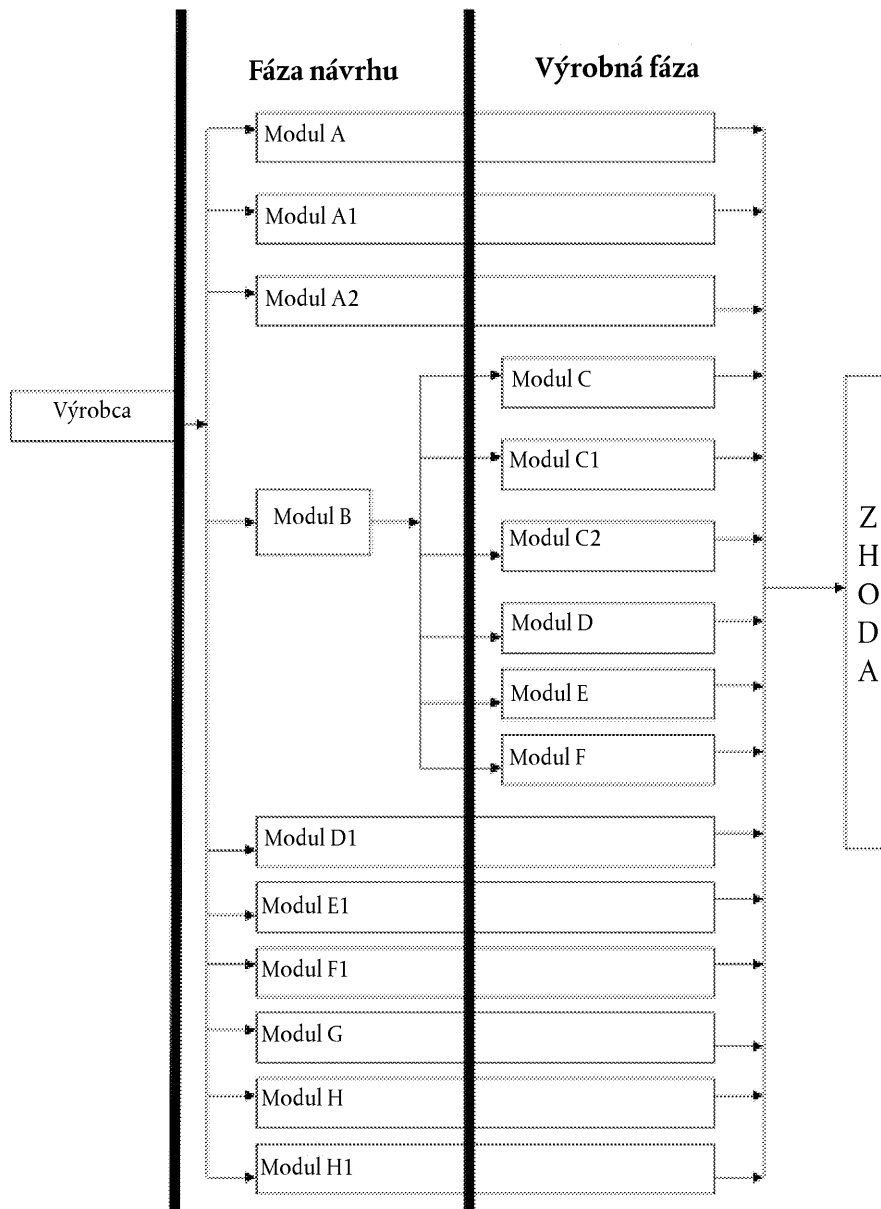 Fáza návrhu
Výrobná fáza
Modul A
Modul A1
Modul A2
Výrobca
Modul B
Modul C
Modul C1
Modul C2
Modul D
Modul E
Modul F
Modul D1
Modul E1
Modul F1
Modul G
Modul H
Modul H1
Z
H
O
D
A